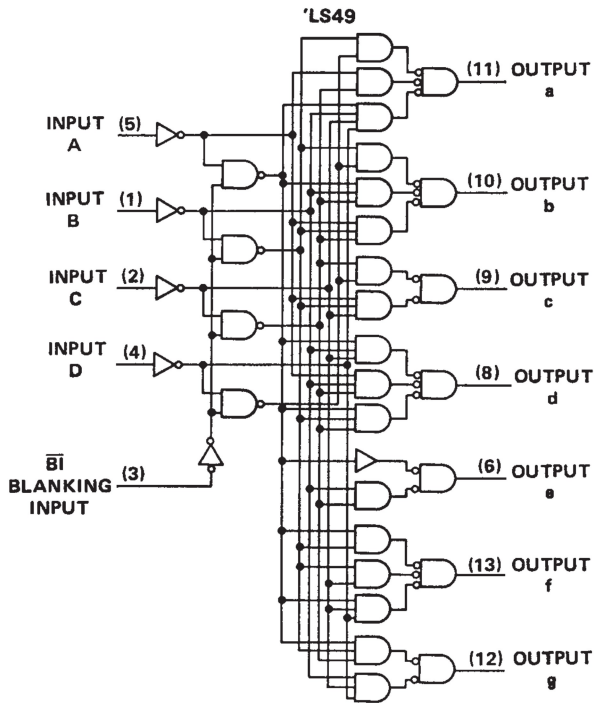 'LS49
(11) OUTPUT
a
INPUT (5)
A
(10) OUTPUT
b
INPUT (1)
B
(9) OUTPUT
c
INPUT (2)
C
(8) OUTPUT
d
INPUT (4)
D
BI (3)
BLANKING
INPUT
(6) OUTPUT
e
(13) OUTPUT
f
(12) OUTPUT
g